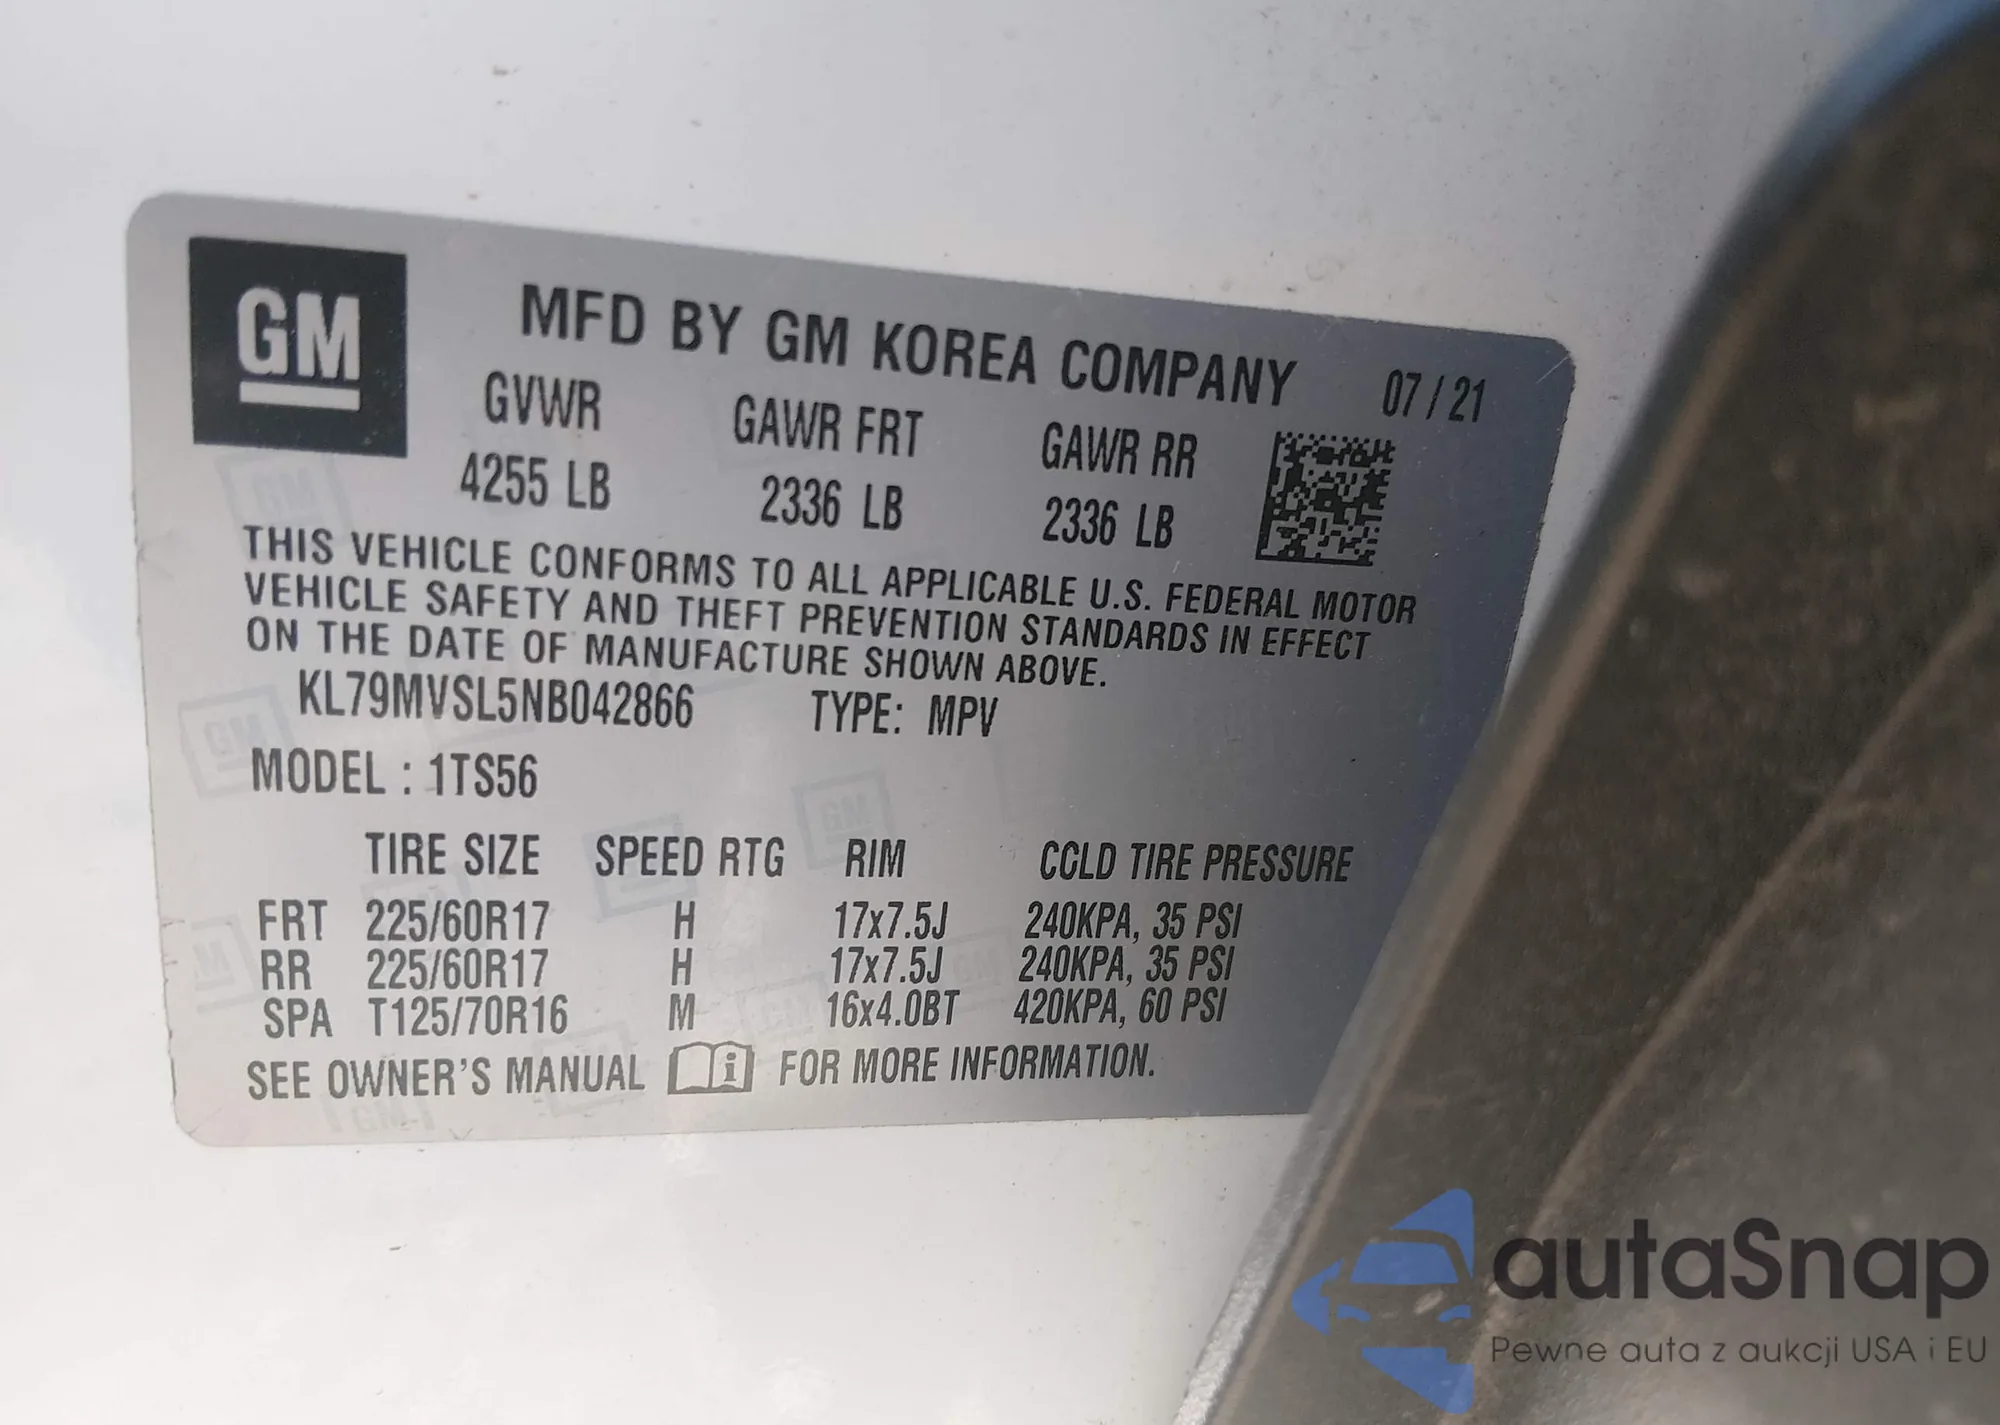 GM
MFD BY GM KOREA COMPANY 07/21
GVWR GAWR FRT GAWR RR
4255 LB 2336 LB 2336 LB
THIS VEHICLE CONFORMS TO ALL APPLICABLE U.S. FEDERAL MOTOR
VEHICLE SAFETY AND THEFT PREVENTION STANDARDS IN EFFECT
ON THE DATE OF MANUFACTURE SHOWN ABOVE.
KL79MVSL5NB042866 TYPE: MPV
MODEL : 1TS56
TIRE SIZE SPEED RTG RIM COLD TIRE PRESSURE
FRT 225/60R17 H 17x7.5J 240KPA, 35 PSI
RR 225/60R17 H 17x7.5J 240KPA, 35 PSI
SPA T125/70R16 M 16x4.0BT 420KPA, 60 PSI
SEE OWNER'S MANUAL i FOR MORE INFORMATION.
autaSnap
Pewne auta z aukcji USA i EU